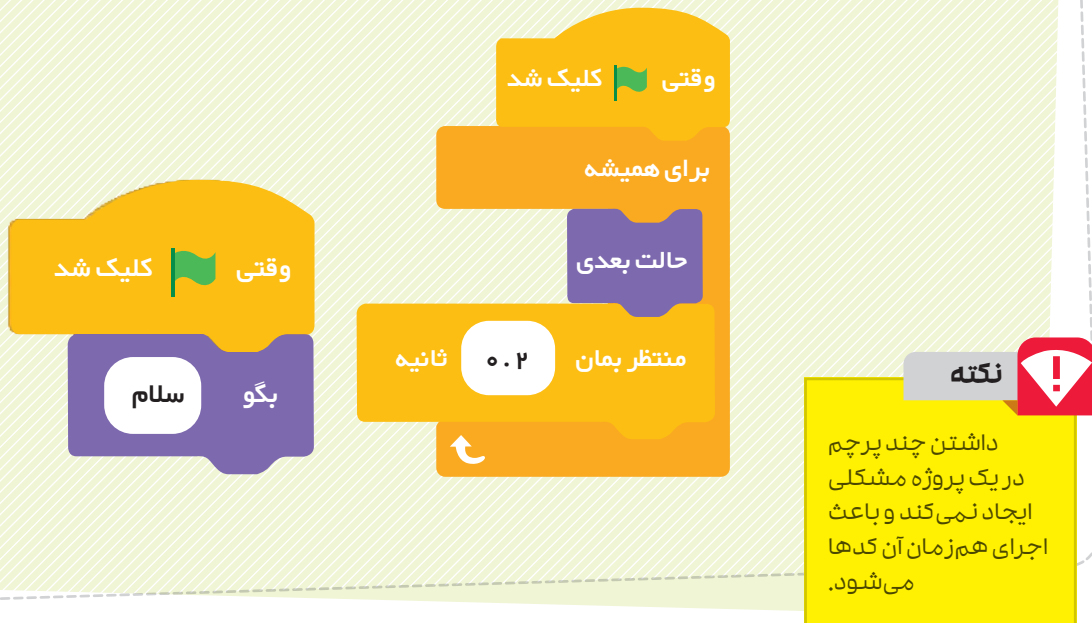 وقتی کلیک شد
برای همیشه
حالت بعدی
منتظر بمان ۰.۲ ثانیه
وقتی کلیک شد
بگو سلام
نکته
داشتن چند پرچم
در یک پروژه مشکلی
ایجاد نمی‌کند و باعث
اجرای هم‌زمان آن کدها
می‌شود.